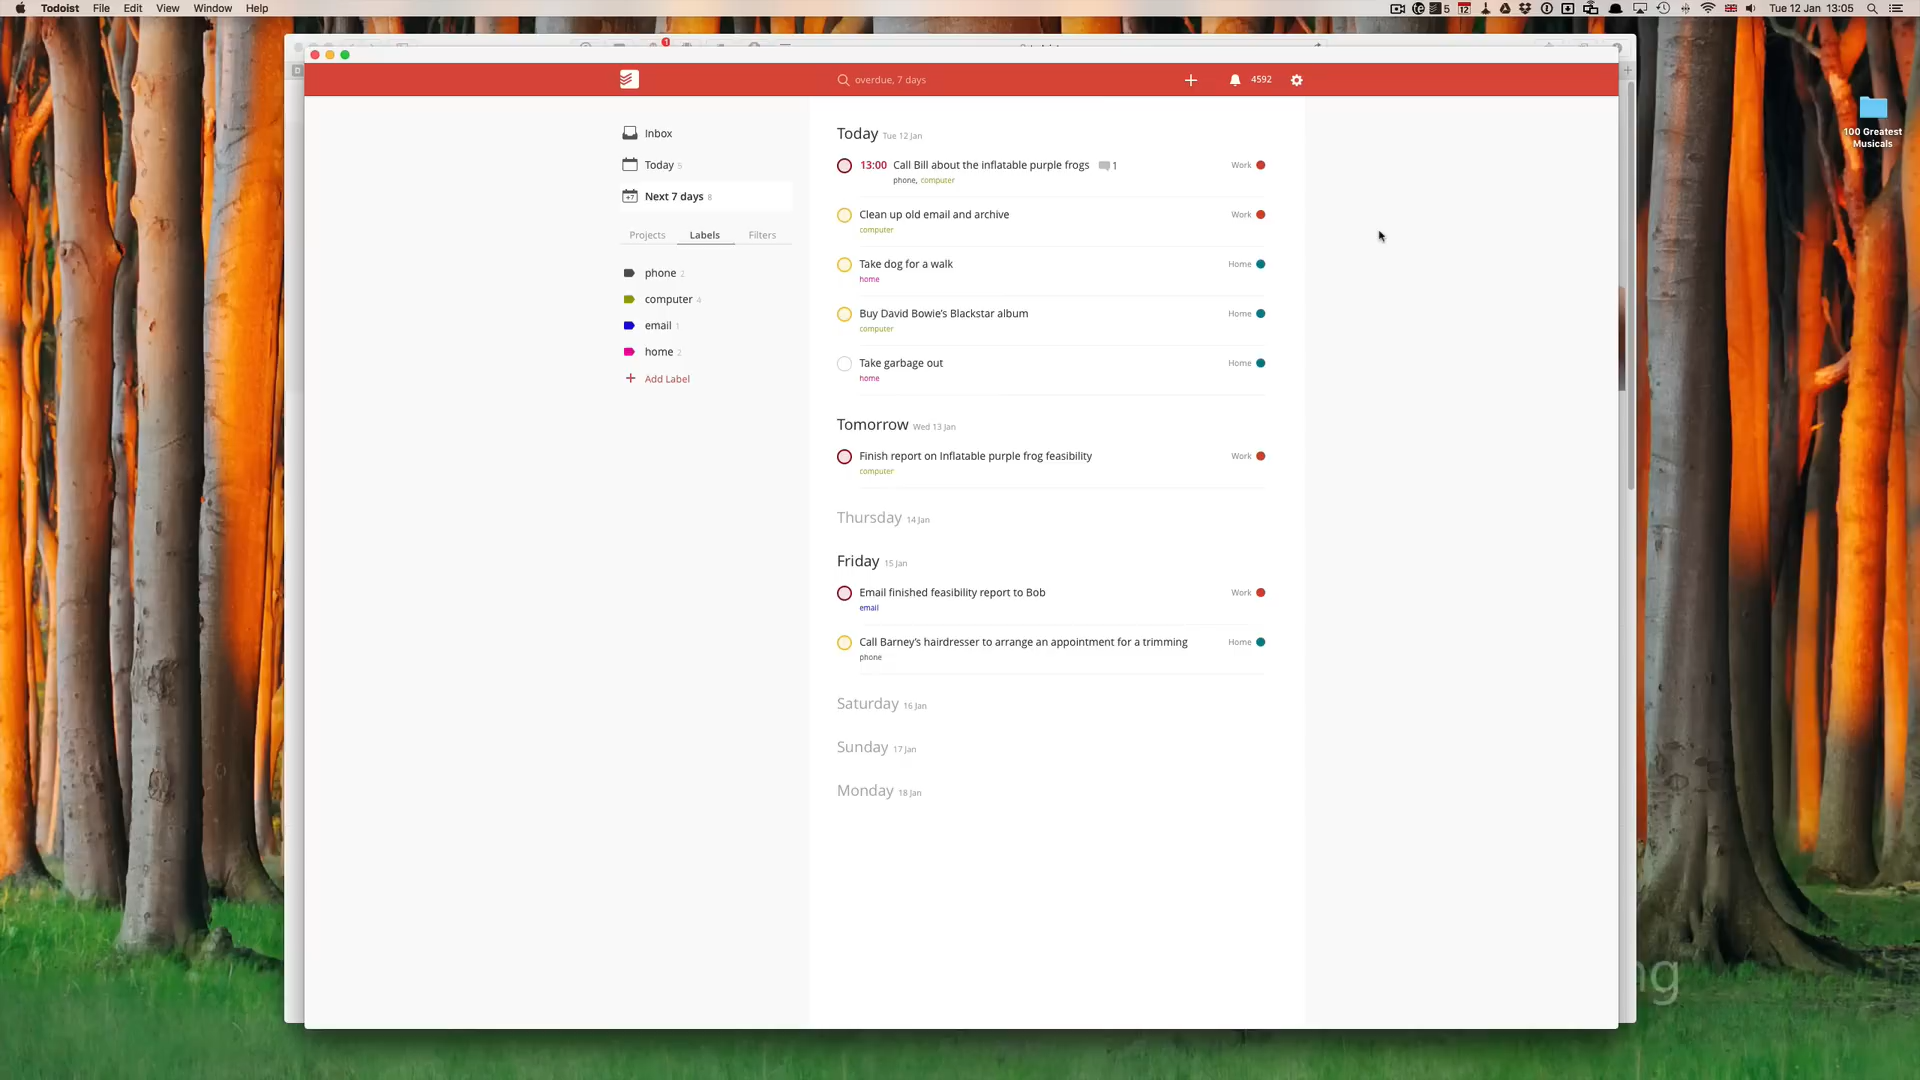 Todoist File Edit View Window Help
5 12 Tue 12 Jan 13:05
1
overdue, 7 days
4592
100 Greatest
Musicals
Inbox
Today 5
Next 7 days 8
+7
Projects Labels Filters
phone 2
computer 4
email 1
home 2
Add Label
Today Tue 12 Jan
13:00 Call Bill about the inflatable purple frogs 1 Work
phone, computer
Clean up old email and archive Work
computer
Take dog for a walk Home
home
Buy David Bowie's Blackstar album Home
computer
Take garbage out Home
home
Tomorrow Wed 13 Jan
Finish report on Inflatable purple frog feasibility Work
computer
Thursday 14 Jan
Friday 15 Jan
Email finished feasibility report to Bob Work
email
Call Barney's hairdresser to arrange an appointment for a trimming Home
phone
Saturday 16 Jan
Sunday 17 Jan
Monday 18 Jan